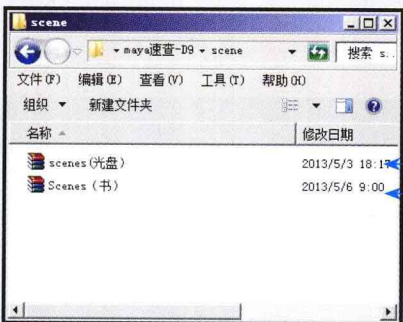 scene
maya速查-D9 scene 搜索 s..
文件(F) 编辑(E) 查看(V) 工具(T) 帮助(H)
组织 新建文件夹
名称 修改日期
scenes(光盘) 2013/5/3 18:17
Scenes（书） 2013/5/6 9:00